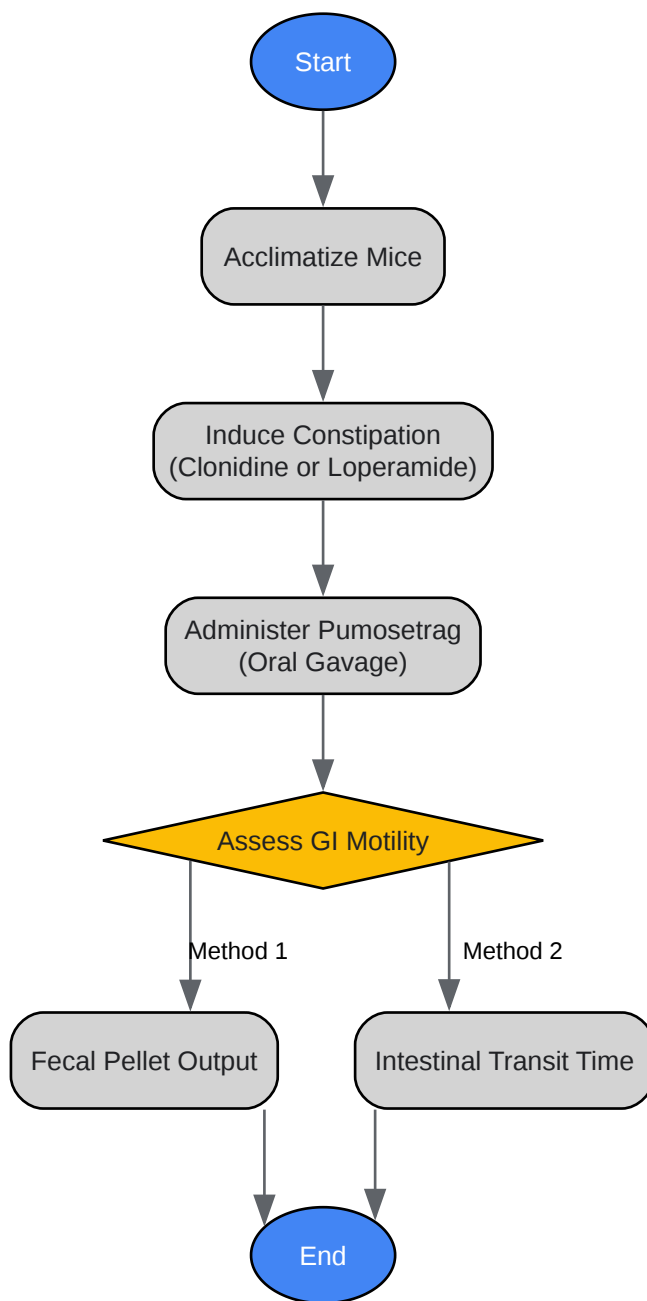 Start
Acclimatize Mice
Induce Constipation
(Clonidine or Loperamide)
Administer Pumosetrag
(Oral Gavage)
Assess GI Motility
Method 1
Method 2
Fecal Pellet Output
Intestinal Transit Time
End